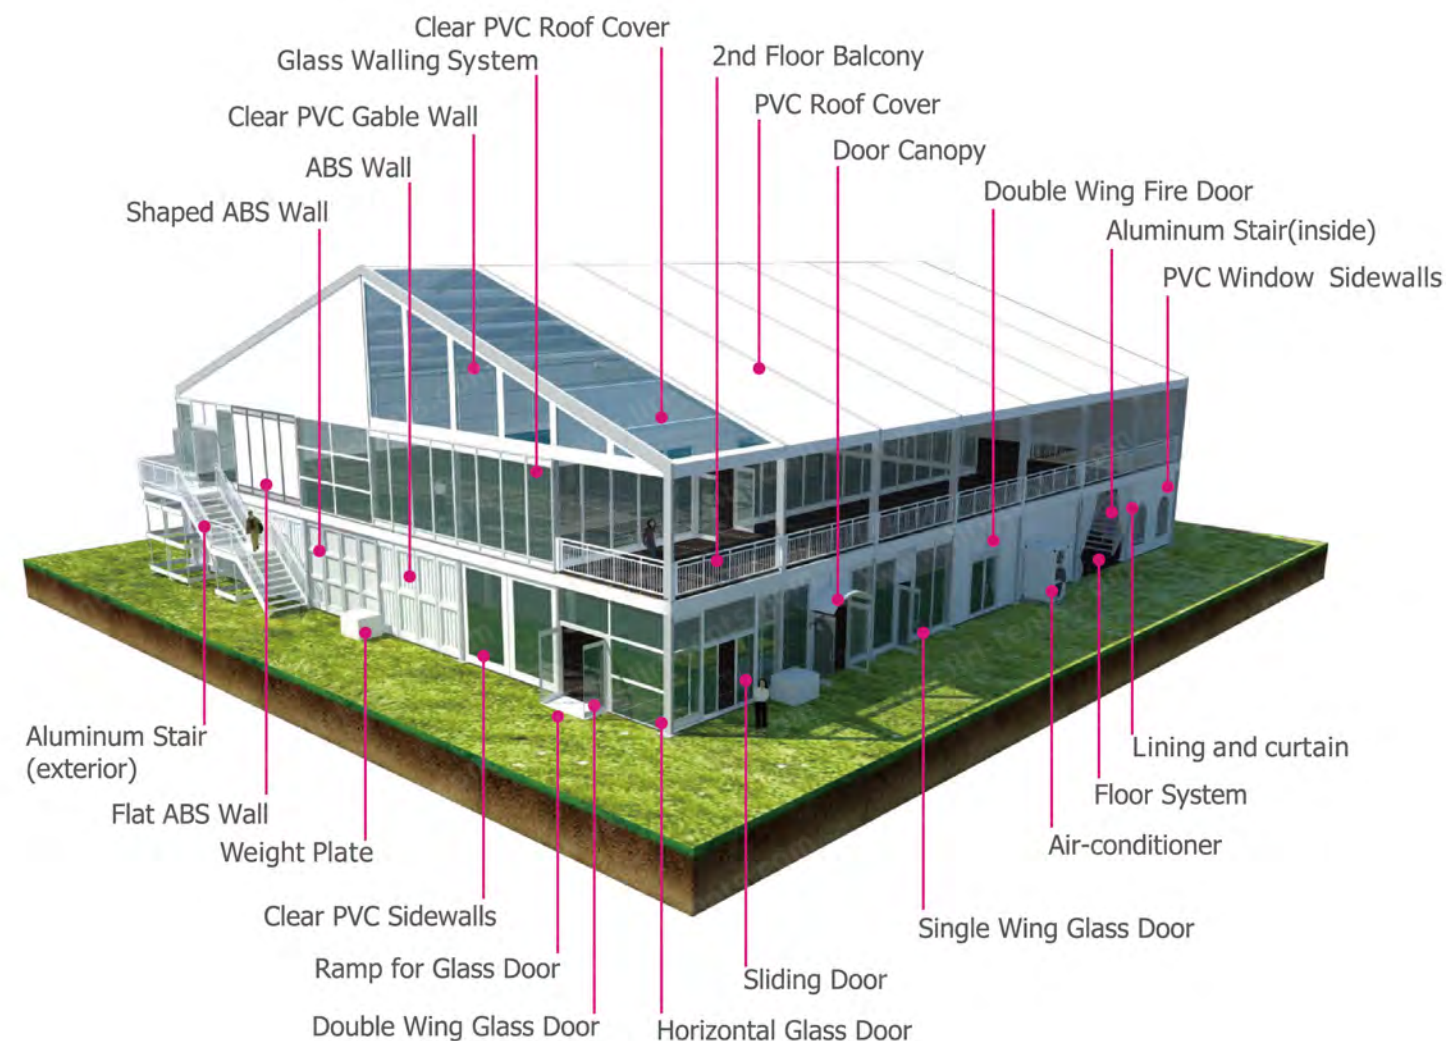 Clear PVC Roof Cover
Glass Walling System
2nd Floor Balcony
Clear PVC Gable Wall
PVC Roof Cover
ABS Wall
Door Canopy
Shaped ABS Wall
Double Wing Fire Door
Aluminum Stair(inside)
PVC Window Sidewalls
Aluminum Stair
(exterior)
Lining and curtain
Flat ABS Wall
Floor System
Weight Plate
Air-conditioner
Clear PVC Sidewalls
Single Wing Glass Door
Ramp for Glass Door
Sliding Door
Double Wing Glass Door
Horizontal Glass Door